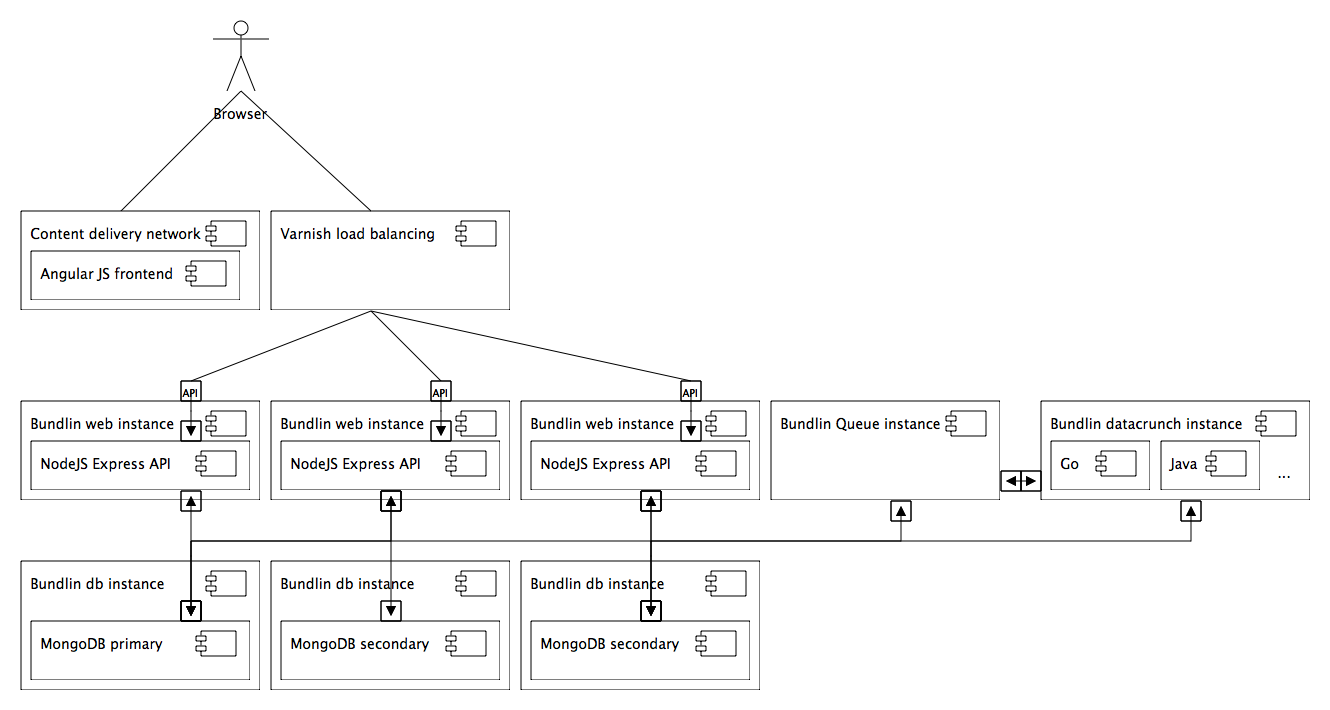 Browser
Content delivery network
Varnish load balancing
Angular JS frontend
API
API
API
Bundlin web instance
Bundlin web instance
Bundlin web instance
Bundlin Queue instance
Bundlin datacrunch instance
NodeJS Express API
NodeJS Express API
NodeJS Express API
Go
Java
...
Bundlin db instance
Bundlin db instance
Bundlin db instance
MongoDB primary
MongoDB secondary
MongoDB secondary